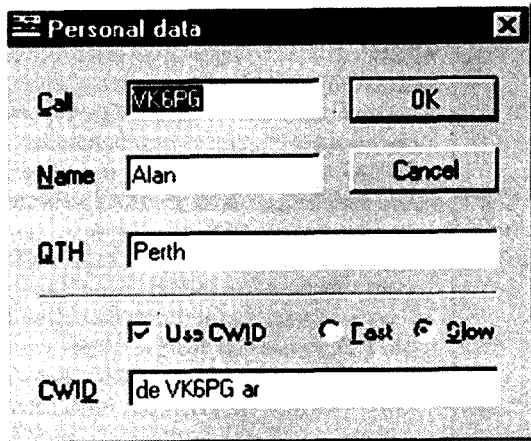 Personal data
Call VK6PG OK
Name Alan Cancel
QTH Perth
Use CWID Fast Slow
CWID de VK6PG ar